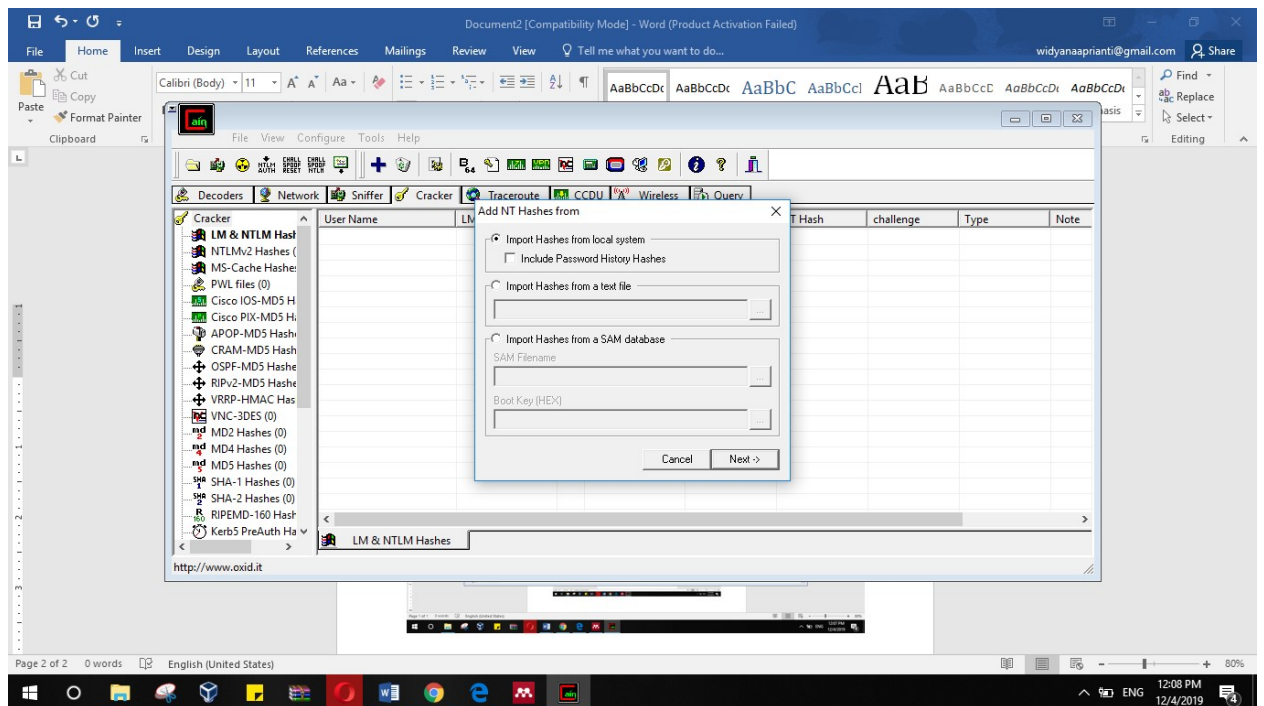 Document2 [Compatibility Mode] - Word (Product Activation Failed)
File Home Insert Design Layout References Mailings Review View Tell me what you want to do... widyanaaprianti@gmail.com Share
Cut
Copy
Format Painter
Paste
Clipboard
Calibri (Body) 11
AaBbCcDc AaBbCcDc AaBbC AaBbCcI AaB AaBbCcD AaBbCcDc AaBbCcDc
Find
Replace
Select
Editing
Cain
File View Configure Tools Help
Decoders Network Sniffer Cracker Traceroute CCDU Wireless Query
Cracker
LM & NTLM Hash
NTLMv2 Hashes (
MS-Cache Hashe
PWL files (0)
Cisco IOS-MD5 H
Cisco PIX-MD5 H
APOP-MD5 Hash
CRAM-MD5 Hash
OSPF-MD5 Hashe
RIPv2-MD5 Hashe
VRRP-HMAC Has
VNC-3DES (0)
MD2 Hashes (0)
MD4 Hashes (0)
MD5 Hashes (0)
SHA-1 Hashes (0)
SHA-2 Hashes (0)
RIPEMD-160 Hash
Kerb5 PreAuth Ha
User Name LM T Hash challenge Type Note
Add NT Hashes from
Import Hashes from local system
Include Password History Hashes
Import Hashes from a text file
...
Import Hashes from a SAM database
SAM Filename
...
Boot Key (HEX)
...
Cancel Next ->
LM & NTLM Hashes
http://www.oxid.it
Page 2 of 2 0 words English (United States) 80%
ENG
12:08 PM
12/4/2019